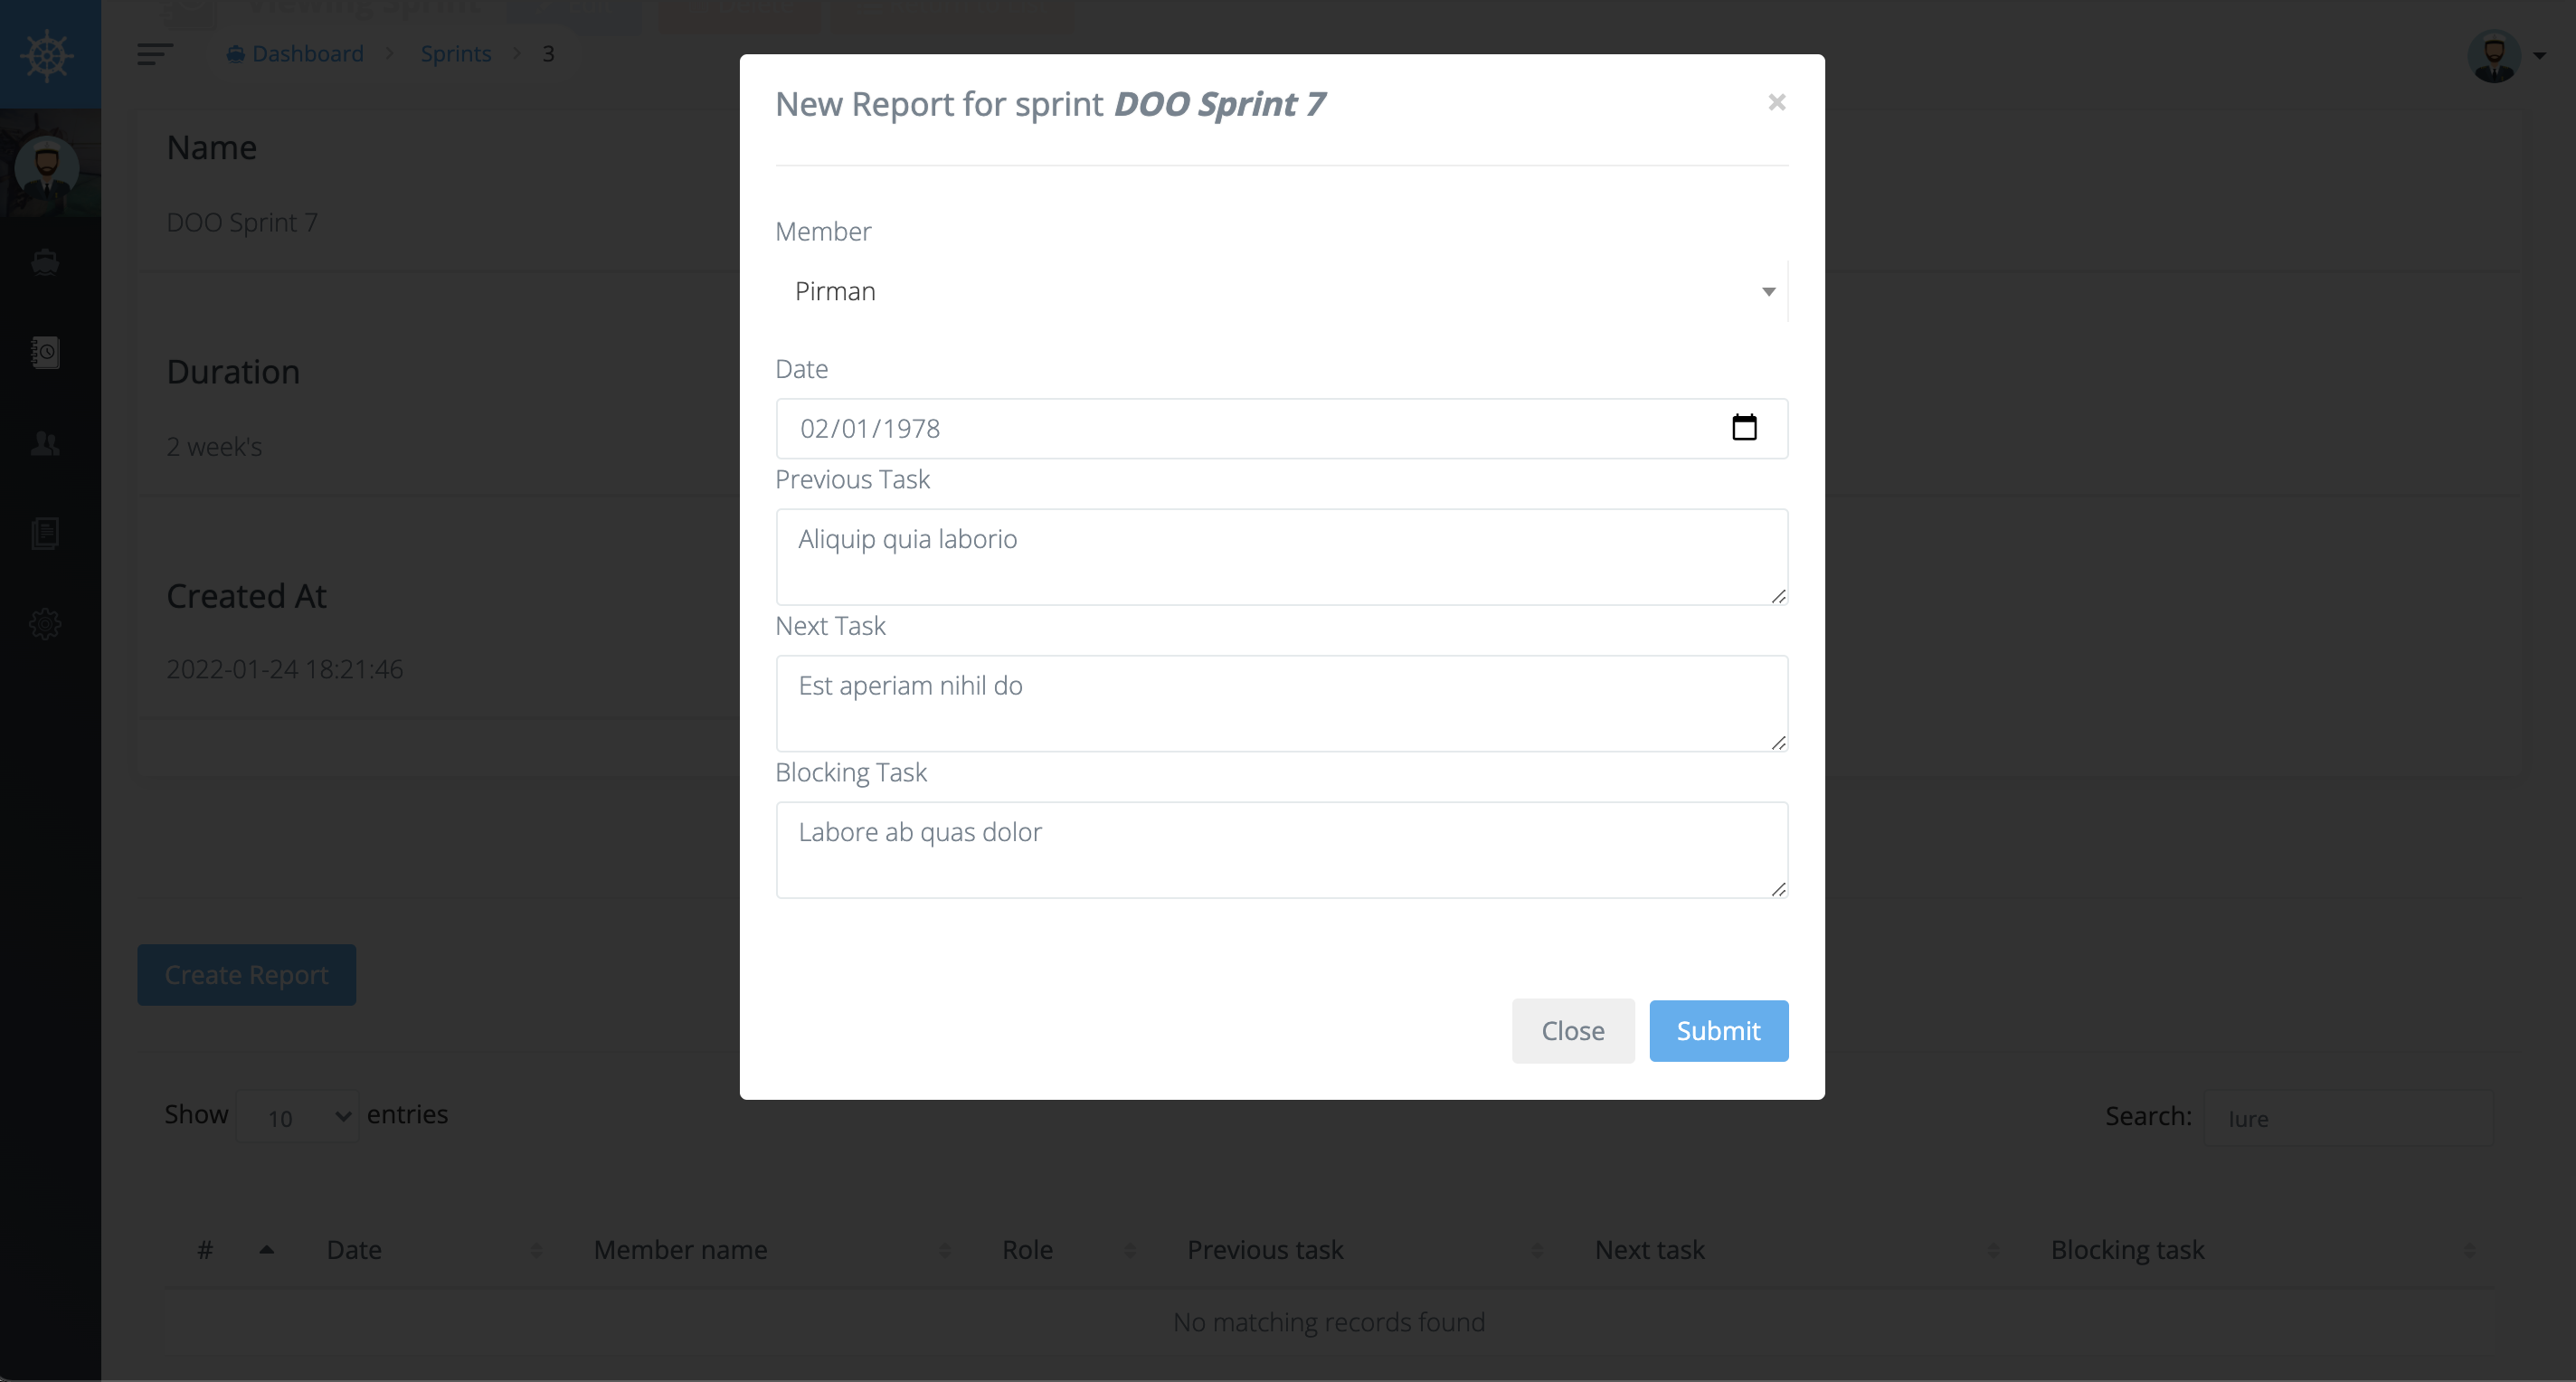 Viewing Sprint
Dashboard > Sprints > 3
Name
DOO Sprint 7
Duration
2 week's
Created At
2022-01-24 18:21:46
Create Report
New Report for sprint DOO Sprint 7
×
Member
Pirman
Date
02/01/1978
Previous Task
Aliquip quia laborio
Next Task
Est aperiam nihil do
Blocking Task
Labore ab quas dolor
Close Submit
Show 10 entries
Search: Iure
# Date Member name Role Previous task Next task Blocking task
No matching records found